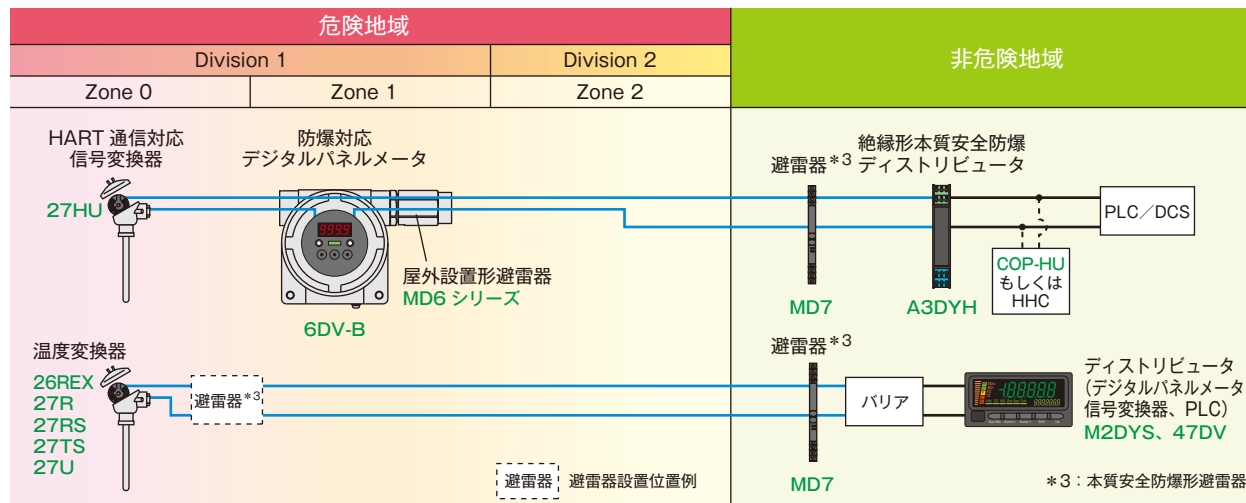 危険地域
非危険地域
Division 1
Division 2
Zone 0
Zone 1
Zone 2
HART 通信対応
信号変換器
27HU
防爆対応
デジタルパネルメータ
9999
屋外設置形避雷器
MD6 シリーズ
6DV-B
避雷器*3
MD7
絶縁形本質安全防爆
ディストリビュータ
A3DYH
PLC/DCS
COP-HU
もしくは
HHC
温度変換器
26REX
27R
27RS
27TS
27U
避雷器*3
避雷器*3
MD7
バリア
ディストリビュータ
(デジタルパネルメータ
信号変換器、PLC)
M2DYS、47DV
避雷器 避雷器設置位置例
*3:本質安全防爆形避雷器